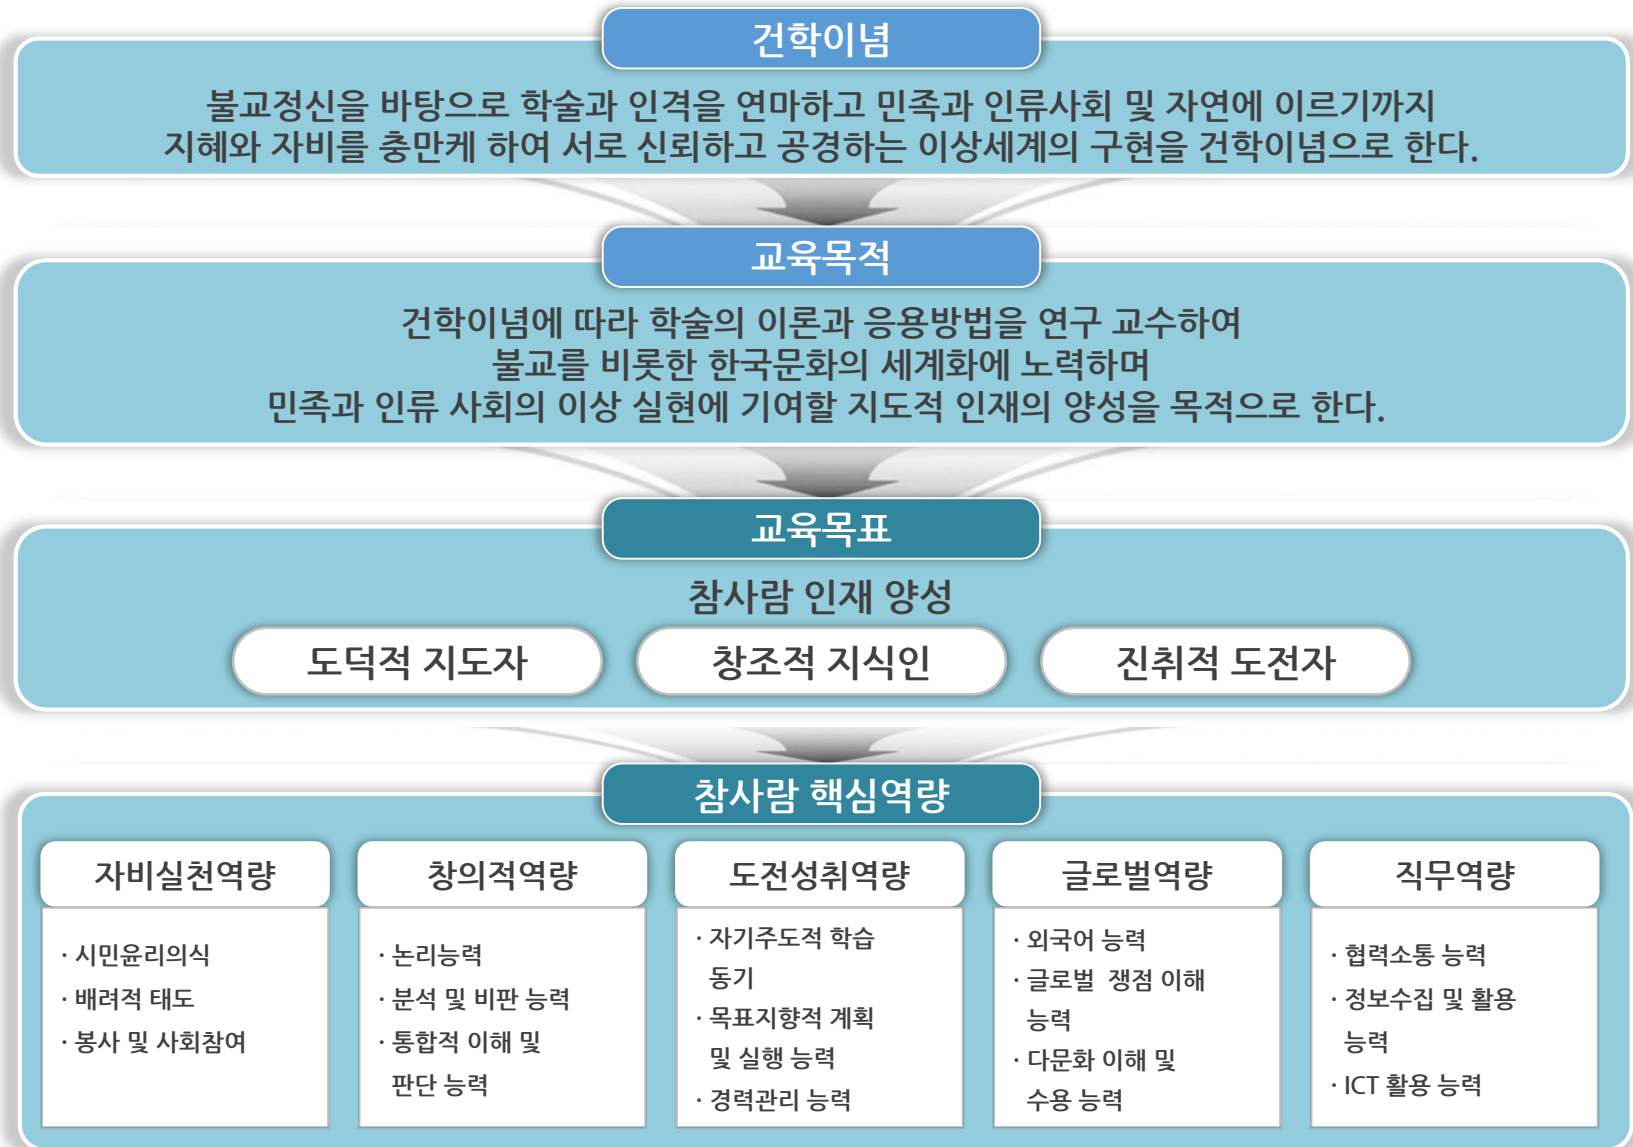 건학이념
불교정신을 바탕으로 학술과 인격을 연마하고 민족과 인류사회 및 자연에 이르기까지
지혜와 자비를 충만케 하여 서로 신뢰하고 공경하는 이상세계의 구현을 건학이념으로 한다.
교육목적
건학이념에 따라 학술의 이론과 응용방법을 연구 교수하여
불교를 비롯한 한국문화의 세계화에 노력하며
민족과 인류 사회의 이상 실현에 기여할 지도적 인재의 양성을 목적으로 한다.
교육목표
참사람 인재 양성
도덕적 지도자
창조적 지식인
진취적 도전자
참사람 핵심역량
자비실천역량
· 시민윤리의식
· 배려적 태도
· 봉사 및 사회참여
창의적역량
· 논리능력
· 분석 및 비판 능력
· 통합적 이해 및
판단 능력
도전성취역량
· 자기주도적 학습
동기
· 목표지향적 계획
및 실행 능력
· 경력관리 능력
글로벌역량
· 외국어 능력
· 글로벌 쟁점 이해
능력
· 다문화 이해 및
수용 능력
직무역량
· 협력소통 능력
· 정보수집 및 활용
능력
· ICT 활용 능력